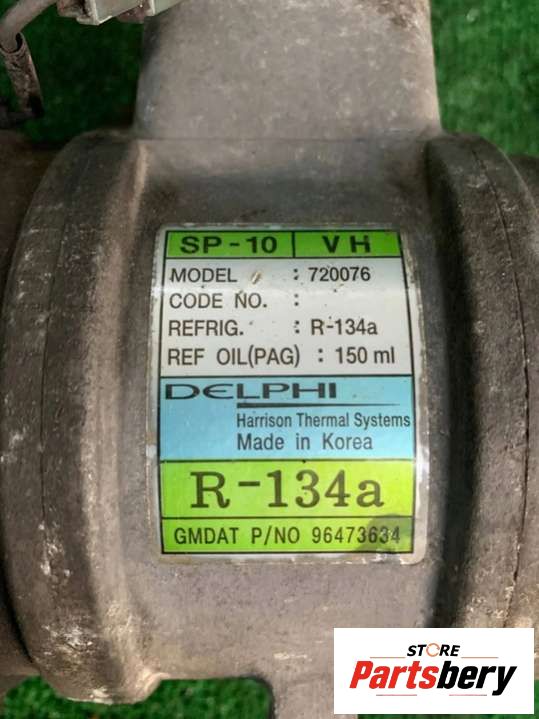 SP-10 VH
MODEL : 720076
CODE NO. :
REFRIG. : R-134a
REF OIL(PAG) : 150 ml
DELPHI
Harrison Thermal Systems
Made in Korea
R-134a
GMDAT P/NO 96473634
STORE
Partsbery